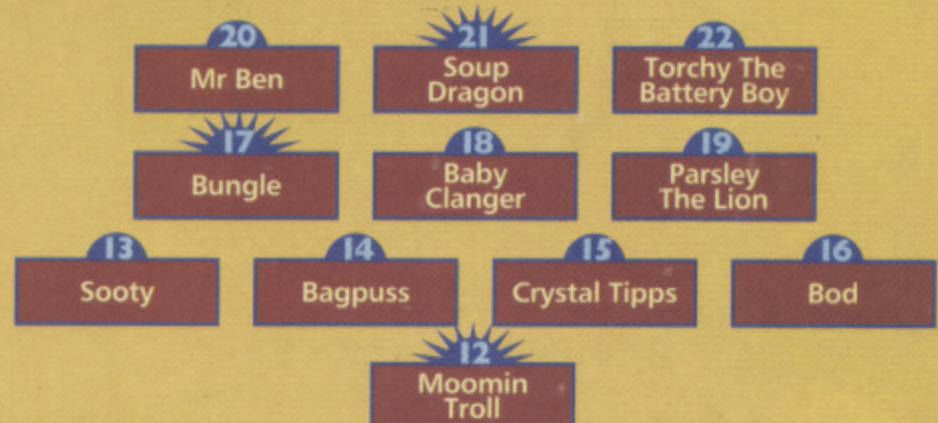 20
21
22
Mr Ben
Soup
Dragon
Torchy The
Battery Boy
17
18
19
Bungle
Baby
Clanger
Parsley
The Lion
13
14
15
16
Sooty
Bagpuss
Crystal Tipps
Bod
12
Moomin
Troll